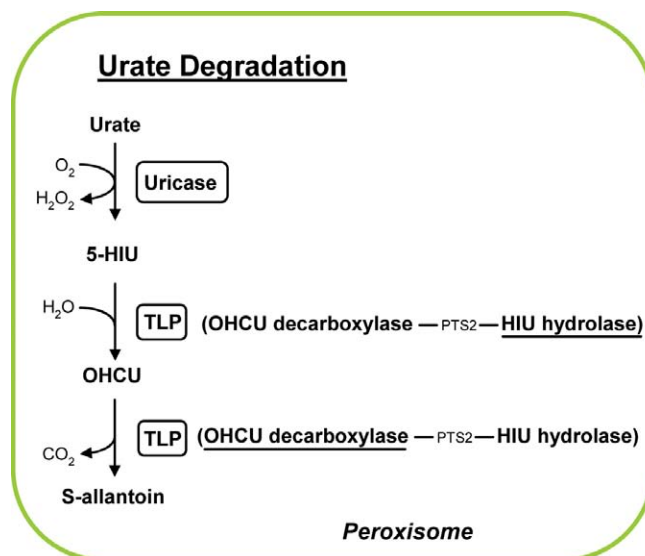 Urate Degradation
Urate
O₂
Uricase
H₂O₂
5-HIU
H₂O
TLP (OHCU decarboxylase — PTS2 — HIU hydrolase)
OHCU
TLP (OHCU decarboxylase — PTS2 — HIU hydrolase)
CO₂
S-allantoin
Peroxisome